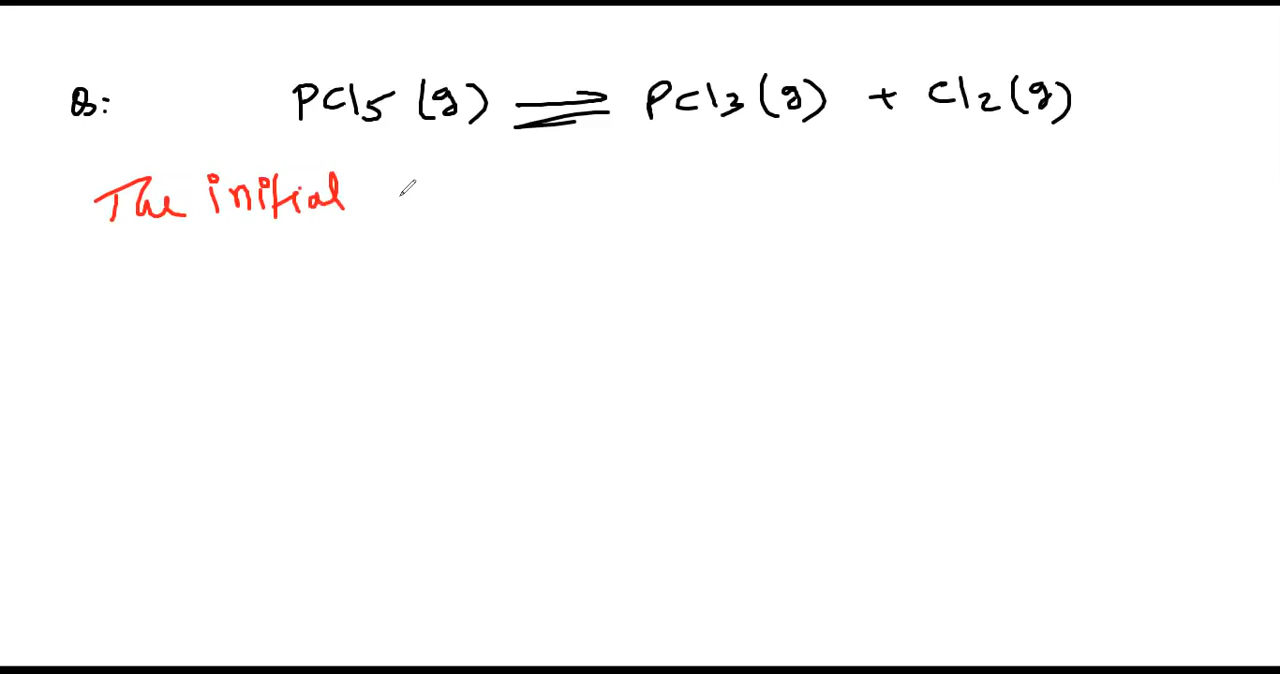 Q: PCl5 (g) ⇌ PCl3 (g) + Cl2 (g)
The initial